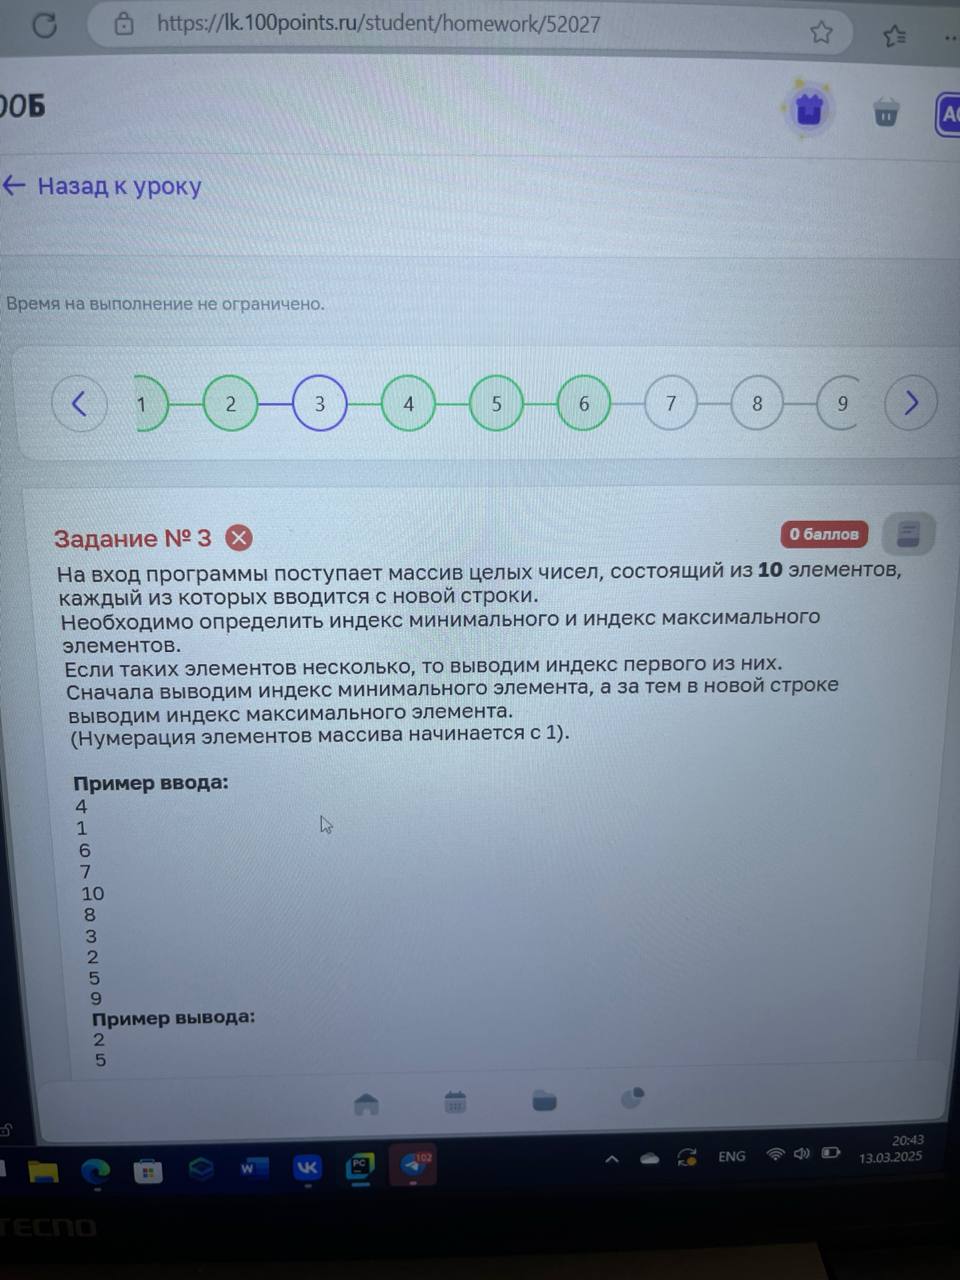 https://lk.100points.ru/student/homework/52027
ООБ
АС
← Назад к уроку
Время на выполнение не ограничено.
1 2 3 4 5 6 7 8 9
Задание № 3
0 баллов
На вход программы поступает массив целых чисел, состоящий из 10 элементов,
каждый из которых вводится с новой строки.
Необходимо определить индекс минимального и индекс максимального
элементов.
Если таких элементов несколько, то выводим индекс первого из них.
Сначала выводим индекс минимального элемента, а за тем в новой строке
выводим индекс максимального элемента.
(Нумерация элементов массива начинается с 1).
Пример ввода:
4
1
6
7
10
8
3
2
5
9
Пример вывода:
2
5
W
PC
102
ENG
20:43
13.03.2025
TECNO